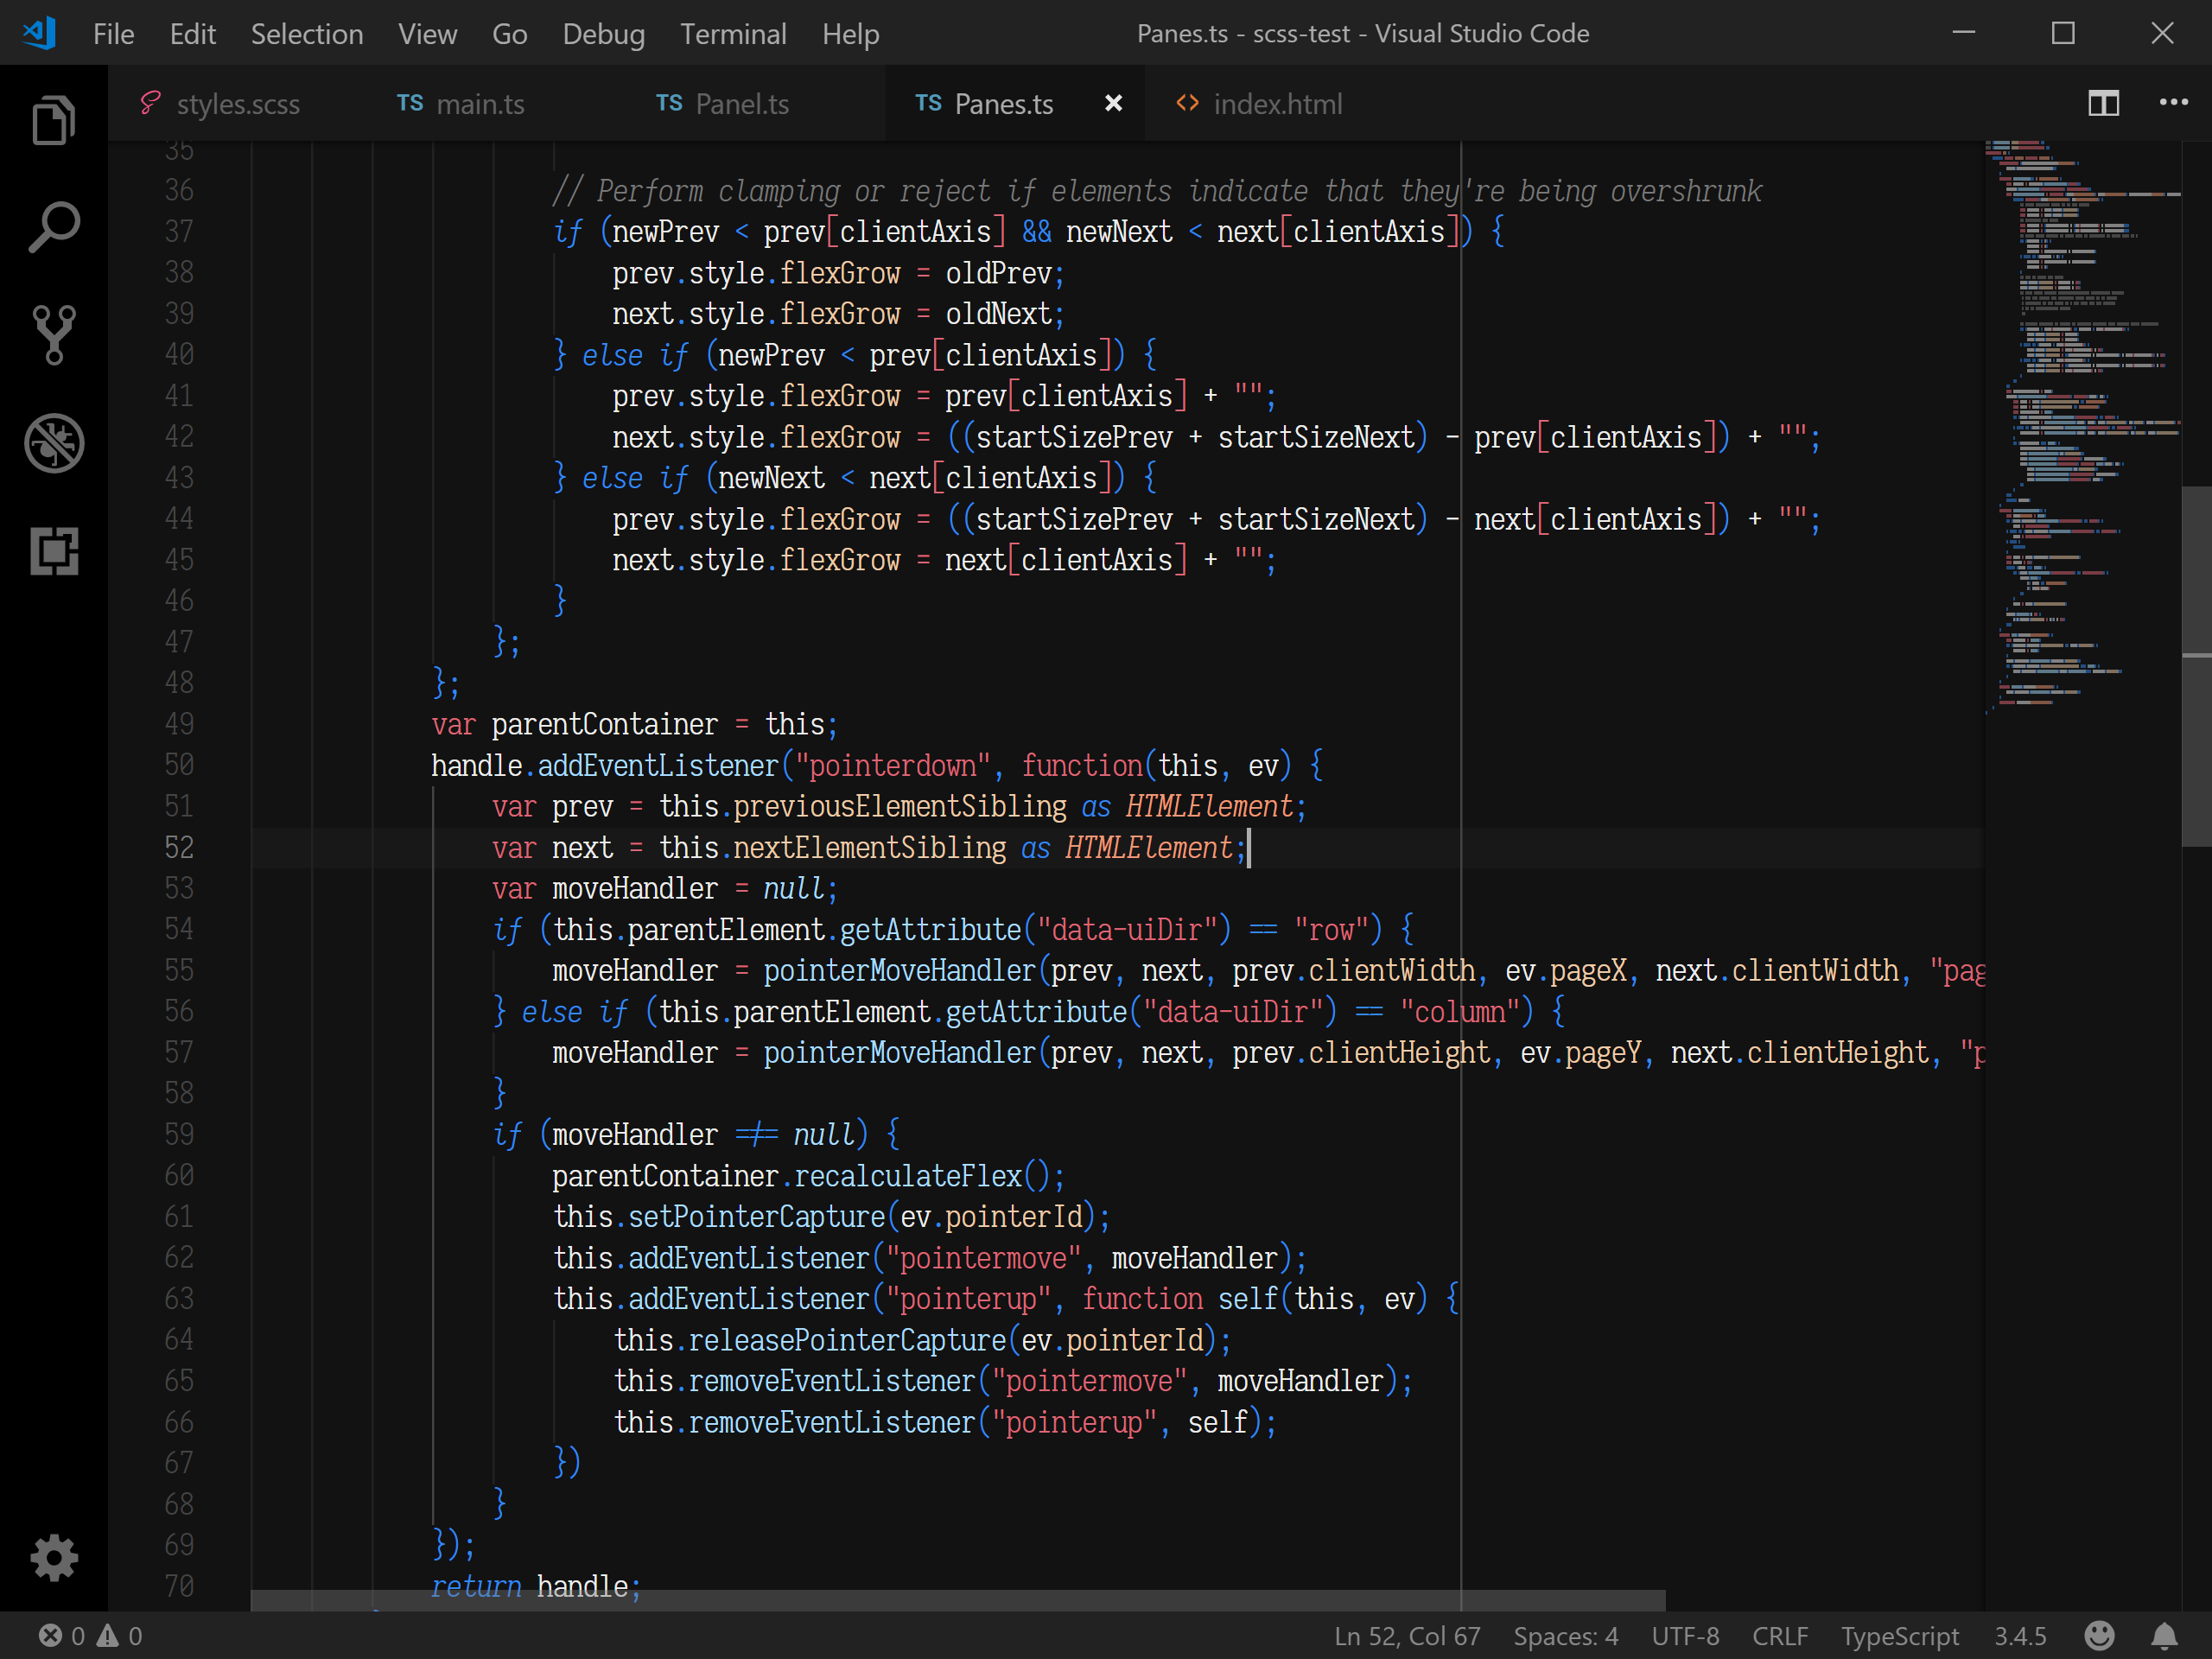 File Edit Selection View Go Debug Terminal Help Panes.ts - scss-test - Visual Studio Code
styles.scss TS main.ts TS Panel.ts TS Panes.ts index.html
35
36 // Perform clamping or reject if elements indicate that they're being overshrunk
37 if (newPrev < prev[clientAxis] && newNext < next[clientAxis]) {
38 prev.style.flexGrow = oldPrev;
39 next.style.flexGrow = oldNext;
40 } else if (newPrev < prev[clientAxis]) {
41 prev.style.flexGrow = prev[clientAxis] + "";
42 next.style.flexGrow = ((startSizePrev + startSizeNext) - prev[clientAxis]) + "";
43 } else if (newNext < next[clientAxis]) {
44 prev.style.flexGrow = ((startSizePrev + startSizeNext) - next[clientAxis]) + "";
45 next.style.flexGrow = next[clientAxis] + "";
46 }
47 };
48 };
49 var parentContainer = this;
50 handle.addEventListener("pointerdown", function(this, ev) {
51 var prev = this.previousElementSibling as HTMLElement;
52 var next = this.nextElementSibling as HTMLElement;
53 var moveHandler = null;
54 if (this.parentElement.getAttribute("data-uiDir") == "row") {
55 moveHandler = pointerMoveHandler(prev, next, prev.clientWidth, ev.pageX, next.clientWidth, "pag
56 } else if (this.parentElement.getAttribute("data-uiDir") == "column") {
57 moveHandler = pointerMoveHandler(prev, next, prev.clientHeight, ev.pageY, next.clientHeight, "p
58 }
59 if (moveHandler !== null) {
60 parentContainer.recalculateFlex();
61 this.setPointerCapture(ev.pointerId);
62 this.addEventListener("pointermove", moveHandler);
63 this.addEventListener("pointerup", function self(this, ev) {
64 this.releasePointerCapture(ev.pointerId);
65 this.removeEventListener("pointermove", moveHandler);
66 this.removeEventListener("pointerup", self);
67 })
68 }
69 });
70 return handle;
0 0 Ln 52, Col 67 Spaces: 4 UTF-8 CRLF TypeScript 3.4.5